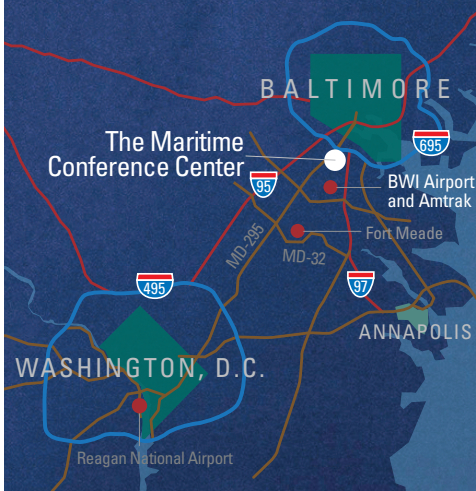 BALTIMORE
The Maritime
Conference Center
695
95
BWI Airport
and Amtrak
MD-295
Fort Meade
MD-32
97
495
ANNAPOLIS
WASHINGTON, D.C.
Reagan National Airport